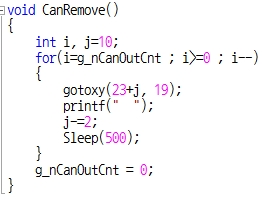 void CanRemove()
{
    int i, j=10;
    for(i=g_nCanOutCnt ; i>=0 ; i--)
    {
        gotoxy(23+j, 19);
        printf("  ");
        j-=2;
        Sleep(500);
    }
    g_nCanOutCnt = 0;
}